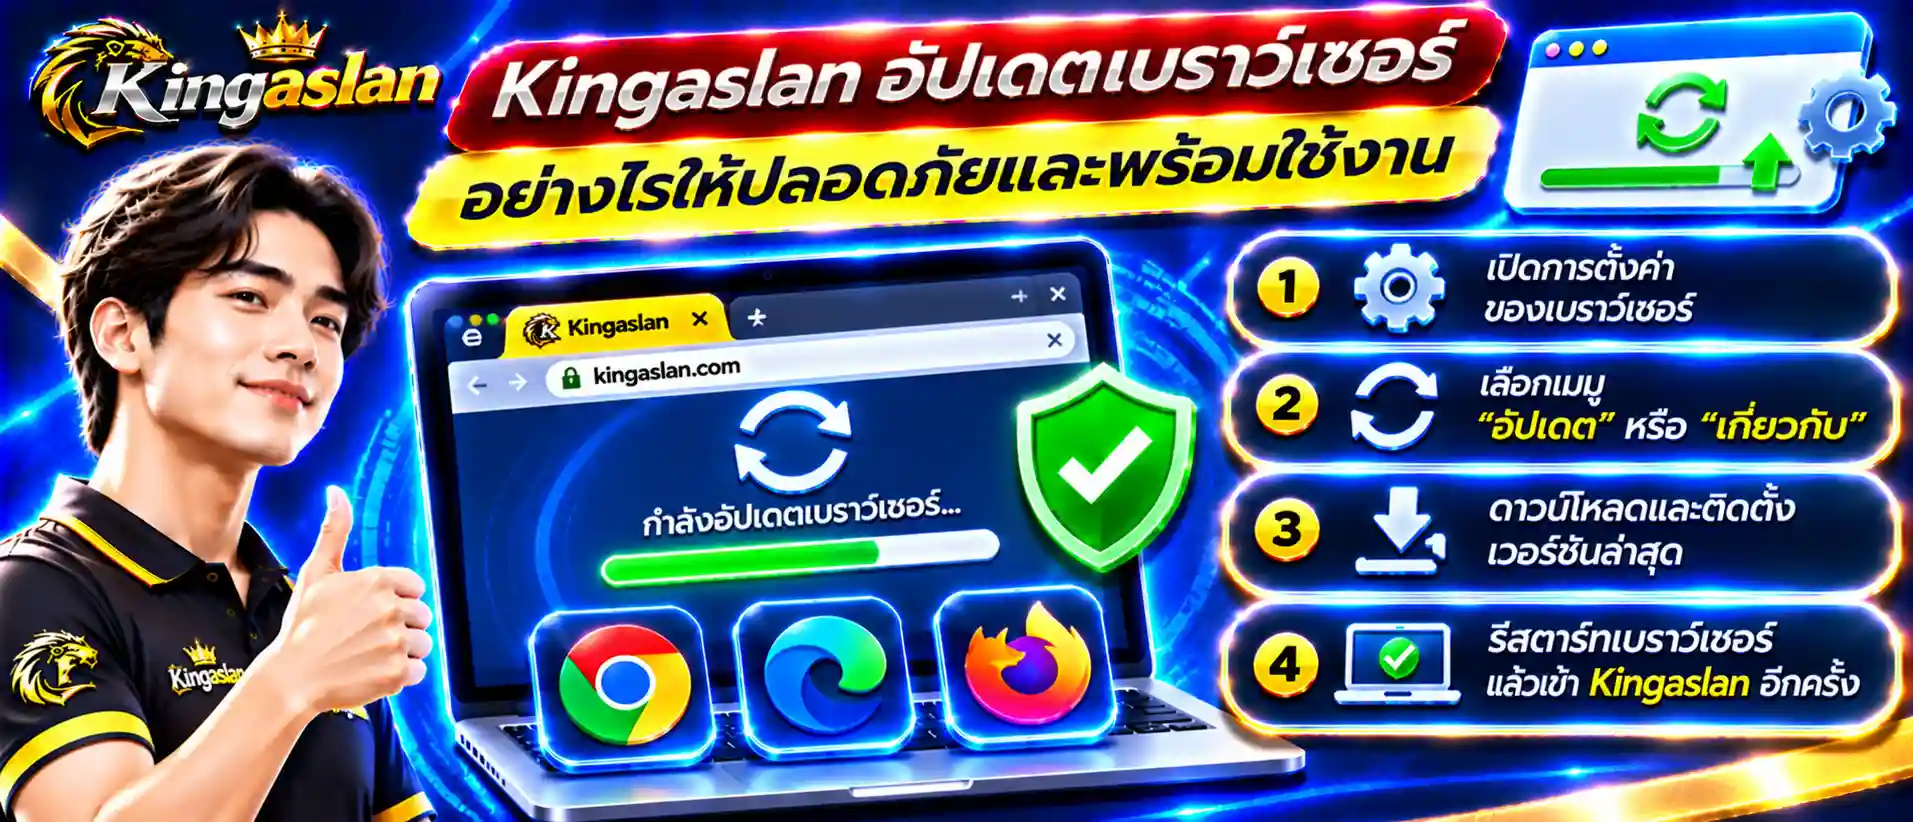 Kingaslan
Kingaslan อัปเดตเบราว์เซอร์
อย่างไรให้ปลอดภัยและพร้อมใช้งาน
Kingaslan
kingaslan.com
กำลังอัปเดตเบราว์เซอร์...
1
เปิดการตั้งค่า
ของเบราว์เซอร์
2
เลือกเมมู
“อัปเดต” หรือ “เกี่ยวกับ”
3
ดาวน์โหลดและติดตั้ง
เวอร์ชันล่าสุด
4
รีสตาร์ทเบราว์เซอร์
แล้วเข้า Kingaslan อีกครั้ง
Kingaslan